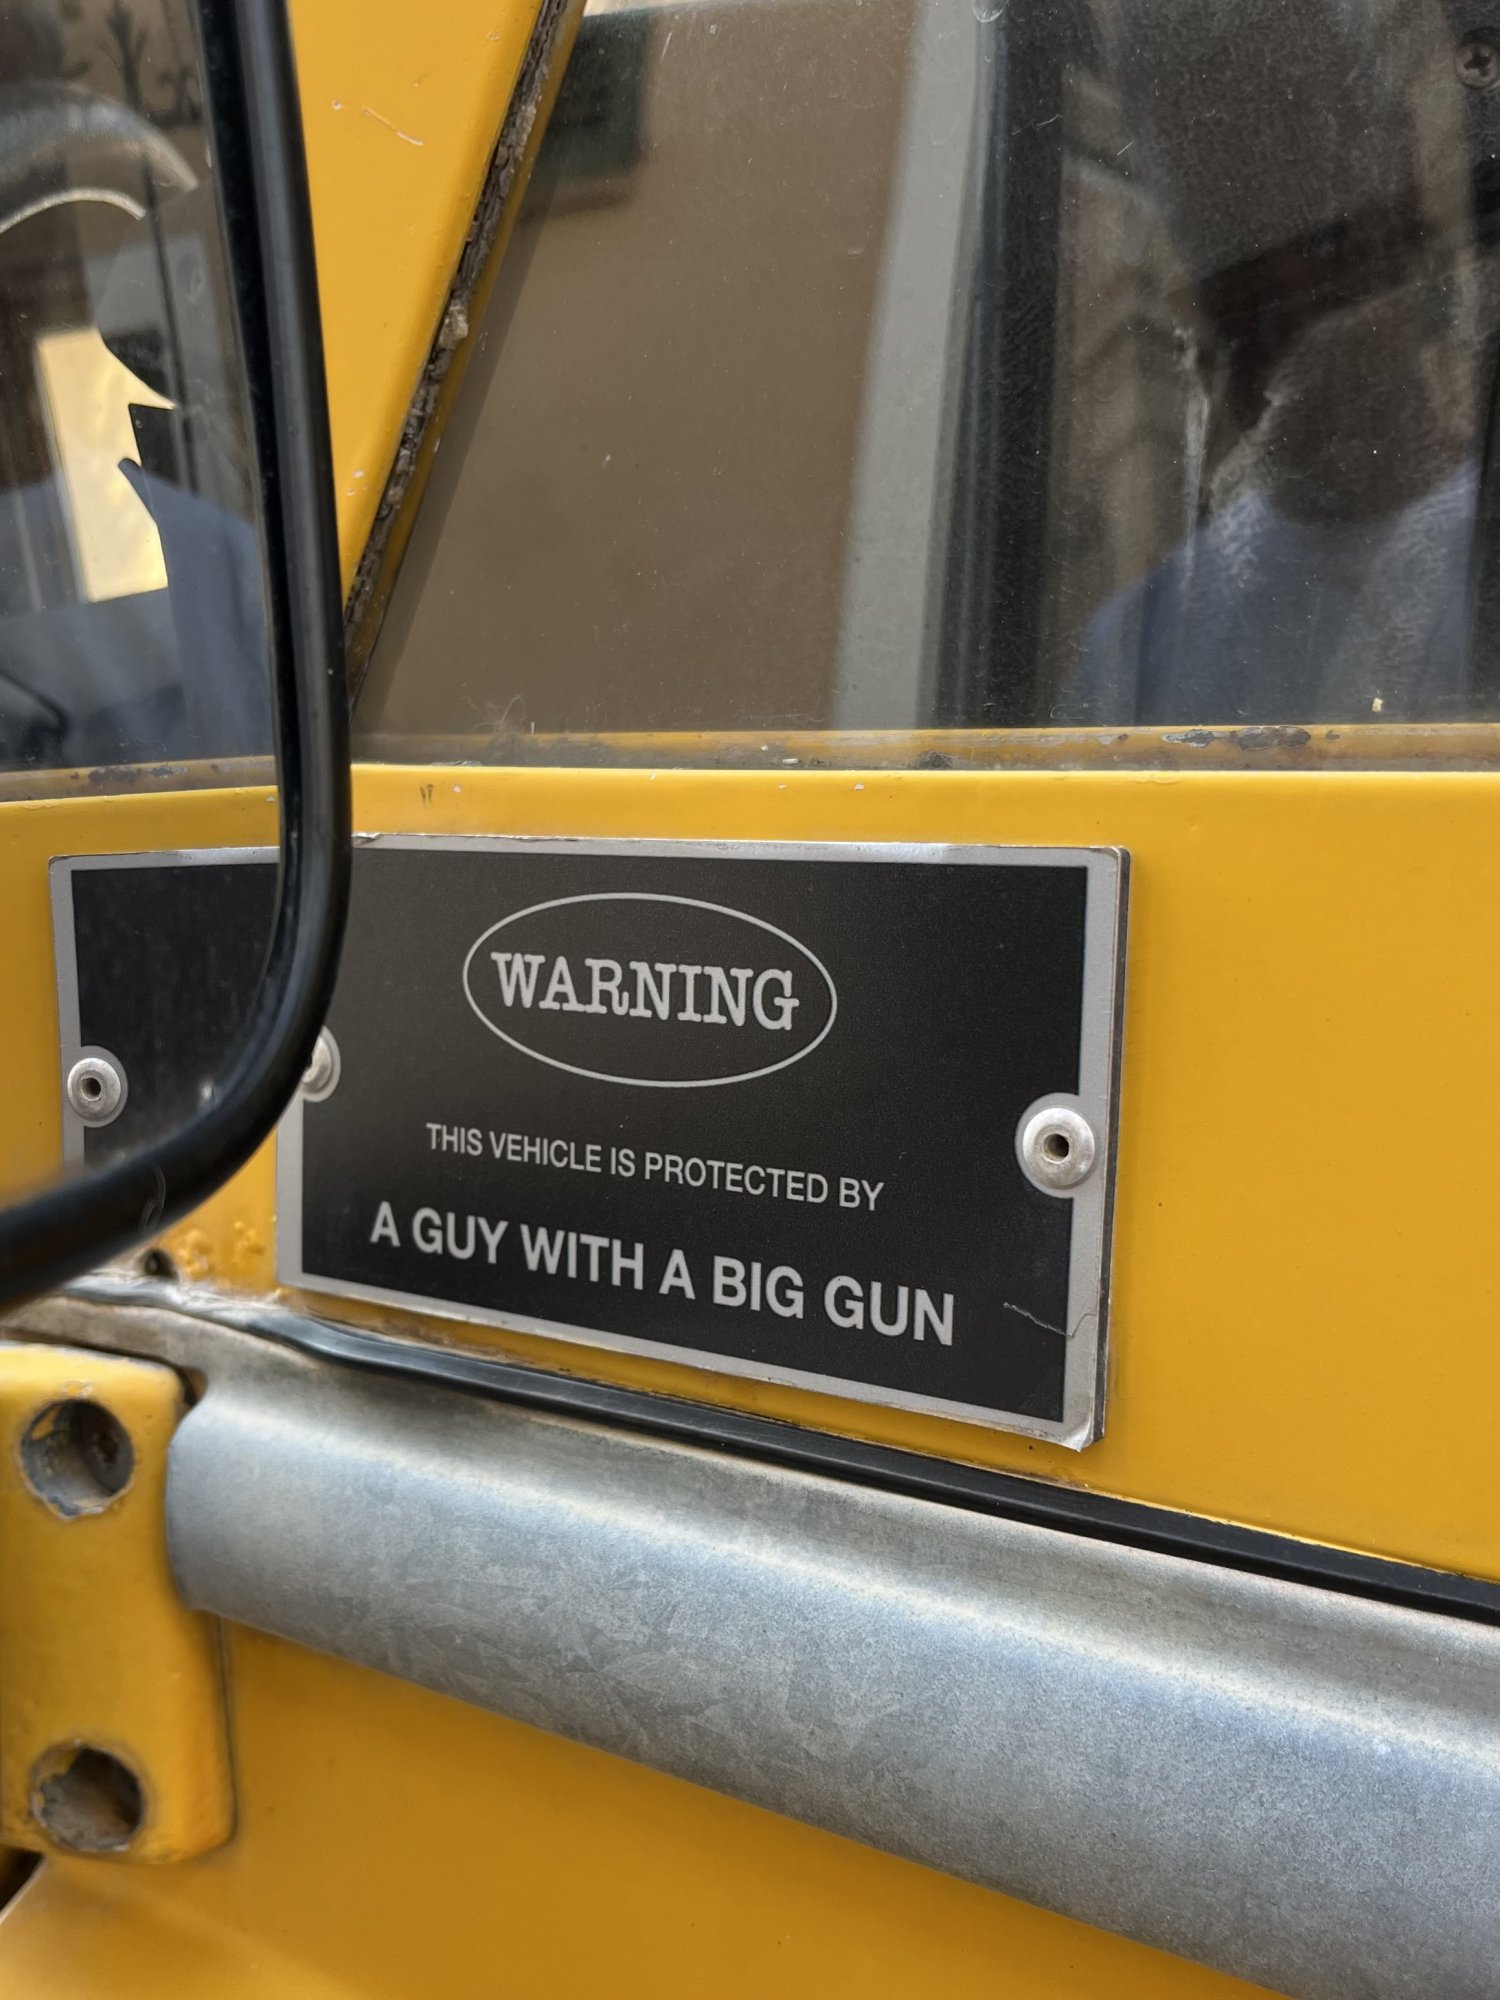 WARNING
THIS VEHICLE IS PROTECTED BY
A GUY WITH A BIG GUN